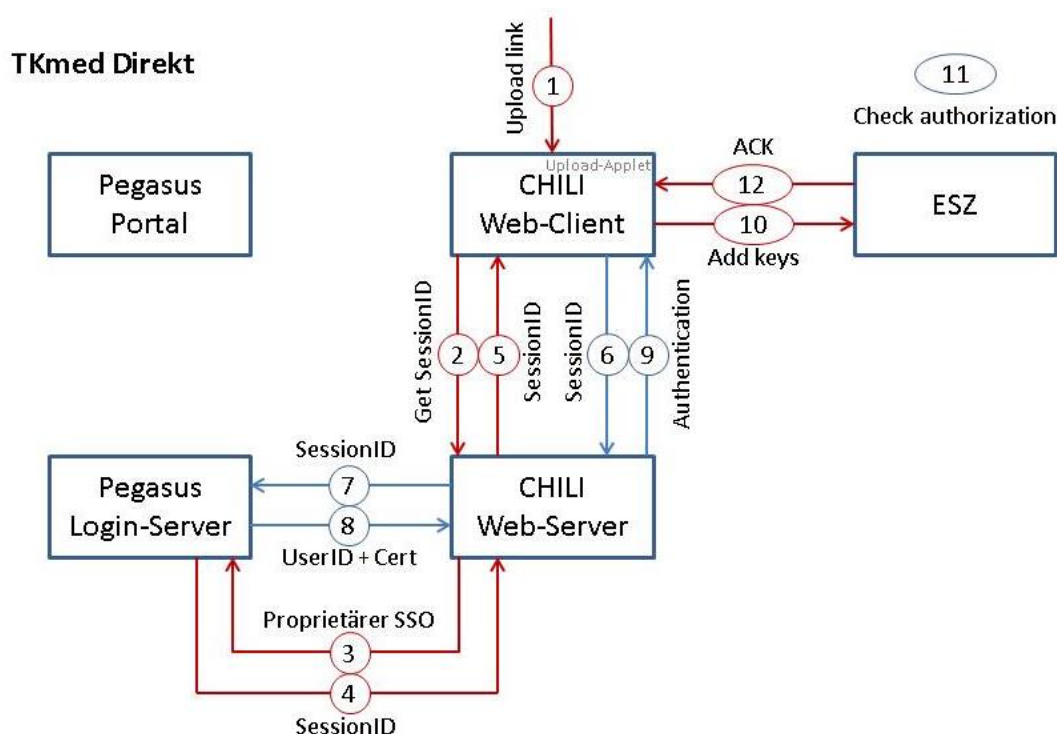 TKmed Direkt
Upload link
1
11
Check authorization
Pegasus
Portal
Upload-Applet
CHILI
Web-Client
ACK
12
10
Add keys
ESZ
Get SessionID
2
5
SessionID
SessionID
6
9
Authentication
SessionID
7
8
UserID + Cert
Pegasus
Login-Server
CHILI
Web-Server
Proprietärer SSO
3
4
SessionID